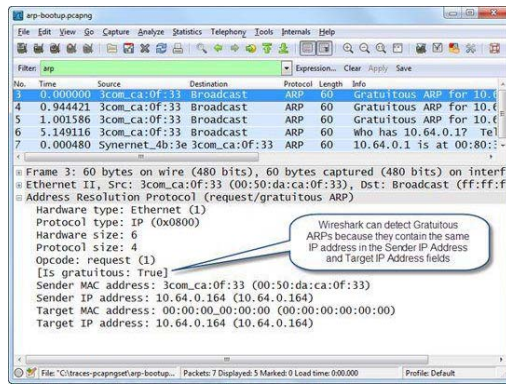 arp-bootup.pcapng
File Edit View Go Capture Analyze Statistics Telephony Tools Internals Help
Filter: arp Expression... Clear Apply Save
No. Time Source Destination Protocol Length Info
3 0.000000 3com_ca:0f:33 Broadcast ARP 60 Gratuitous ARP for 10.6
4 0.944421 3com_ca:0f:33 Broadcast ARP 60 Gratuitous ARP for 10.6
5 1.001586 3com_ca:0f:33 Broadcast ARP 60 Gratuitous ARP for 10.6
6 5.149116 3com_ca:0f:33 Broadcast ARP 60 Who has 10.64.0.1? Tel
7 0.000480 Synernet_4b:3e 3com_ca:0f:33 ARP 60 10.64.0.1 is at 00:80:
Frame 3: 60 bytes on wire (480 bits), 60 bytes captured (480 bits) on interf
Ethernet II, Src: 3com_ca:0f:33 (00:50:da:ca:0f:33), Dst: Broadcast (ff:ff:f
Address Resolution Protocol (request/gratuitous ARP)
Hardware type: Ethernet (1)
Protocol type: IP (0x0800)
Hardware size: 6
Protocol size: 4
Opcode: request (1)
[Is gratuitous: True]
Sender MAC address: 3com_ca:0f:33 (00:50:da:ca:0f:33)
Sender IP address: 10.64.0.164 (10.64.0.164)
Target MAC address: 00:00:00_00:00:00 (00:00:00:00:00:00)
Target IP address: 10.64.0.164 (10.64.0.164)
Wireshark can detect Gratuitous
ARPs because they contain the same
IP address in the Sender IP Address
and Target IP Address fields
File: "C:\traces-pcapngset\arp-bootup... Packets: 7 Displayed: 5 Marked: 0 Load time: 0:00.000 Profile: Default